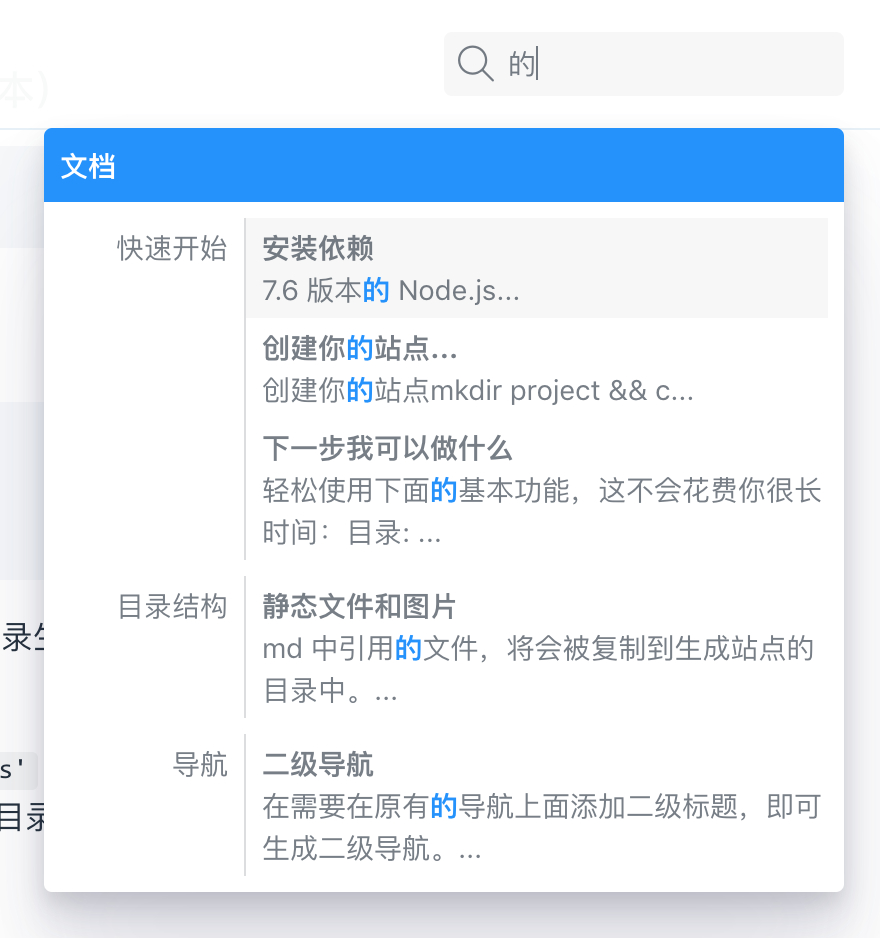 的
本）
文档
快速开始
安装依赖
7.6 版本的 Node.js...
创建你的站点...
创建你的站点mkdir project && c...
下一步我可以做什么
轻松使用下面的基本功能，这不会花费你很长
时间：目录: ...
目录结构
静态文件和图片
md 中引用的文件，将会被复制到生成站点的
目录中。...
导航
二级导航
在需要在原有的导航上面添加二级标题，即可
生成二级导航。...
录生
s'
目录